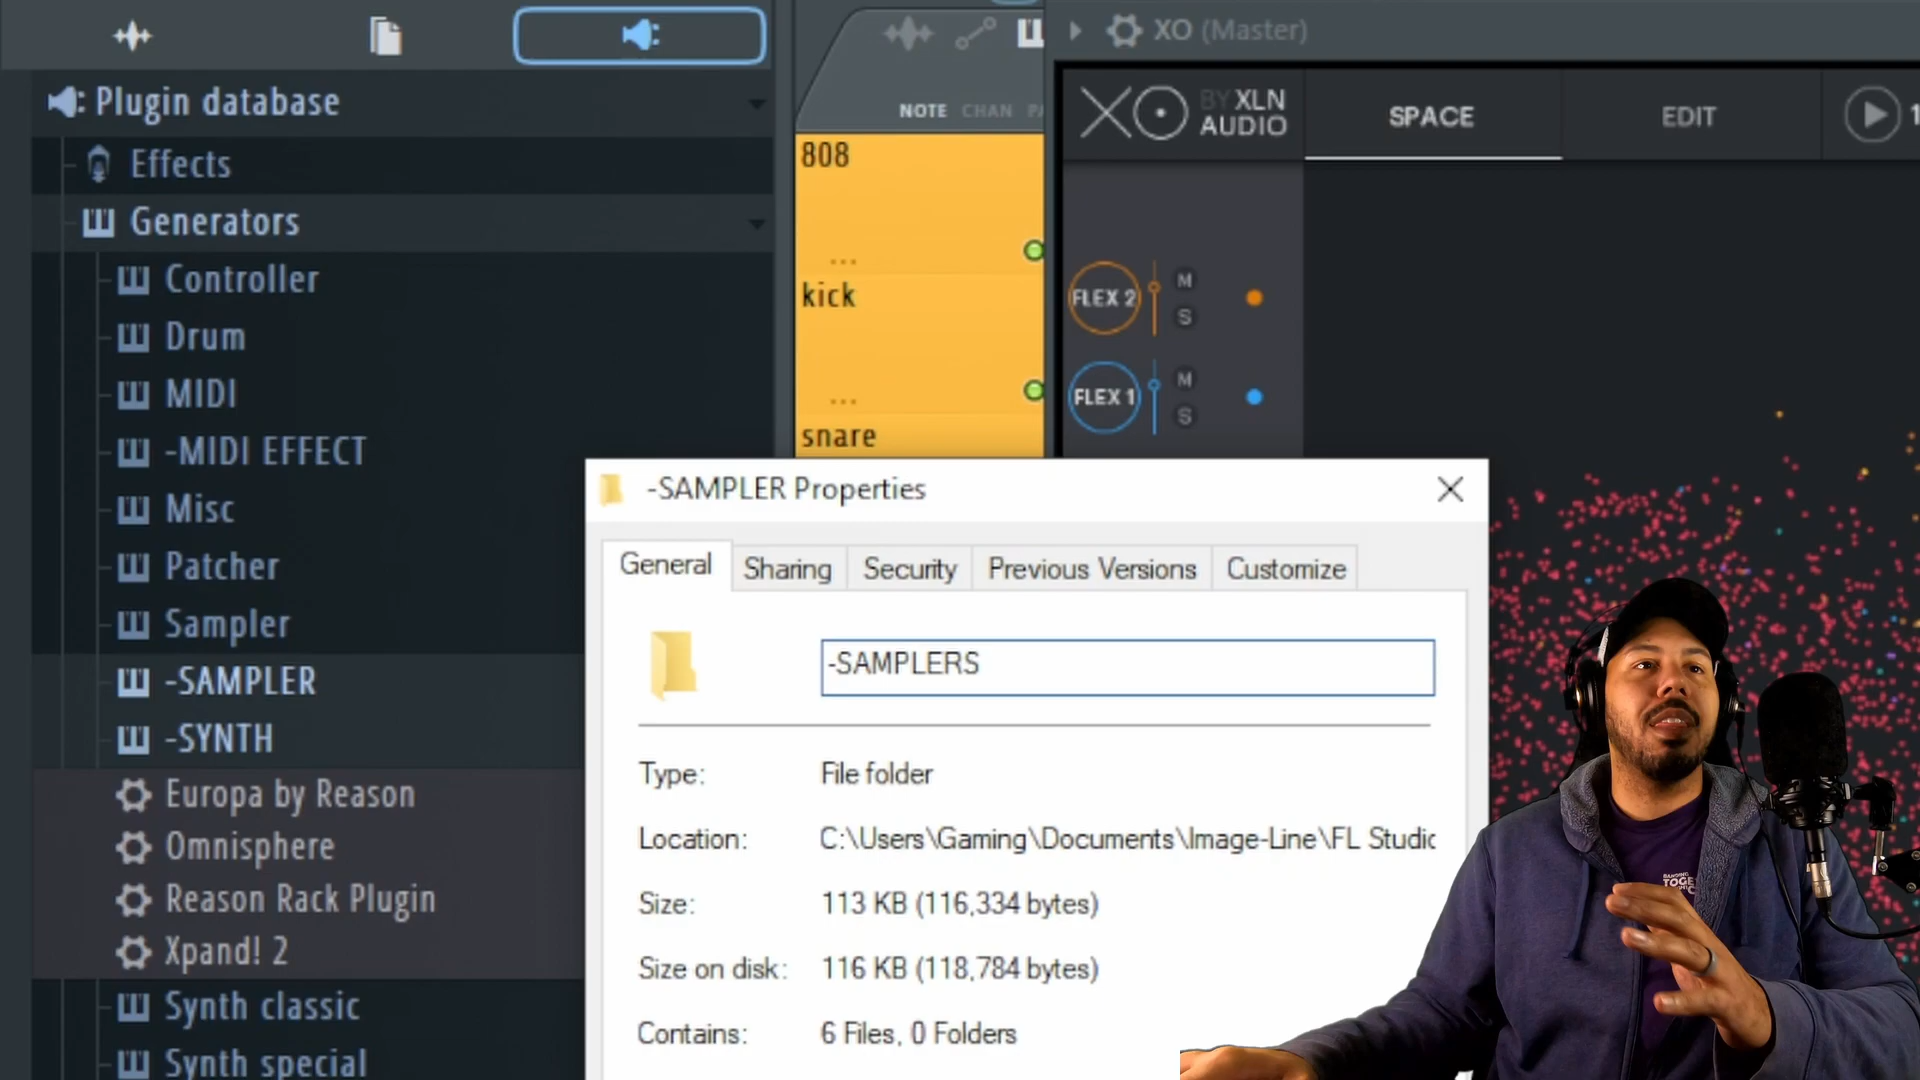 Plugin database
Effects
Generators
Controller
Drum
MIDI
-MIDI EFFECT
Misc
Patcher
Sampler
-SAMPLER
-SYNTH
Europa by Reason
Omnisphere
Reason Rack Plugin
Xpand! 2
Synth classic
Synth special
NOTE CHAN
808
...
kick
...
snare
XO (Master)
XO BY XLN AUDIO
SPACE
EDIT
FLEX 2
M
S
FLEX 1
M
S
-SAMPLER Properties
General
Sharing
Security
Previous Versions
Customize
-SAMPLERS
Type: File folder
Location: C:\Users\Gaming\Documents\Image-Line\FL Studio
Size: 113 KB (116,334 bytes)
Size on disk: 116 KB (118,784 bytes)
Contains: 6 Files, 0 Folders